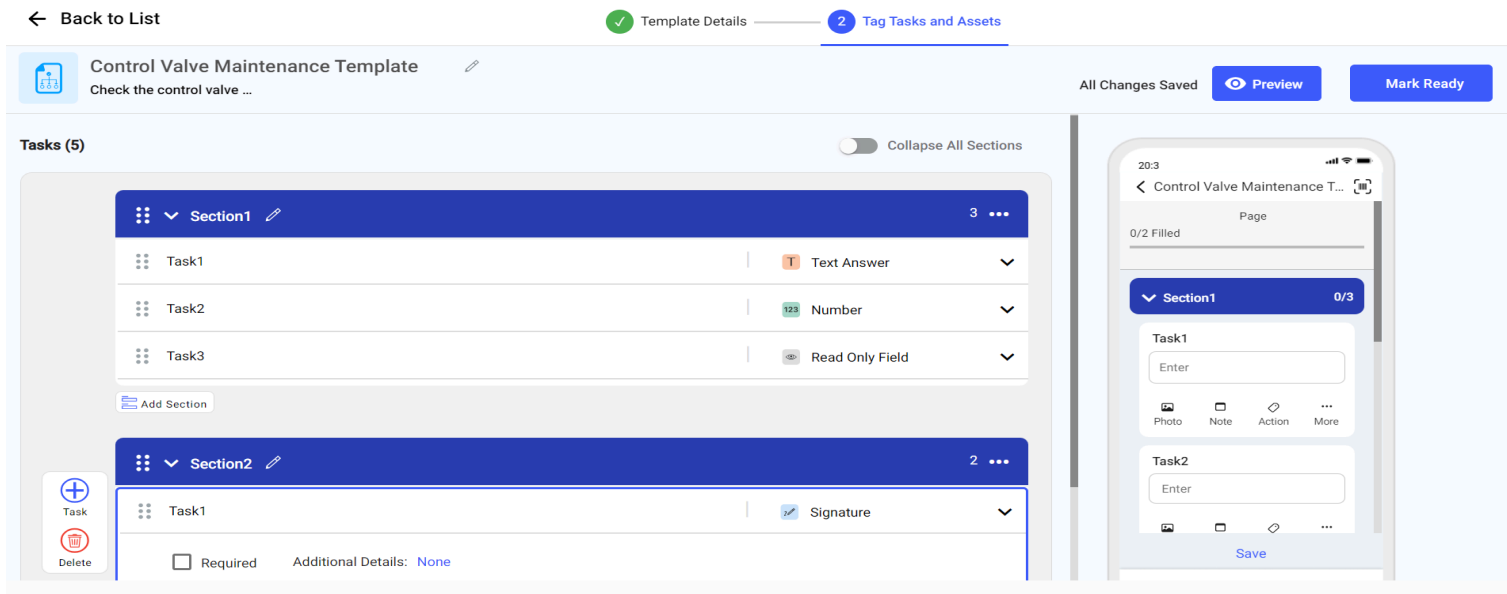 Back to List
Template Details
2 Tag Tasks and Assets
Control Valve Maintenance Template
Check the control valve ...
All Changes Saved
Preview
Mark Ready
Tasks (5)
Collapse All Sections
Section1 3
Task1 T Text Answer
Task2 123 Number
Task3 Read Only Field
Add Section
Section2 2
Task1 Signature
Required Additional Details: None
Task
Delete
20:3
Control Valve Maintenance T...
Page
0/2 Filled
Section1 0/3
Task1
Enter
Photo Note Action More
Task2
Enter
Save